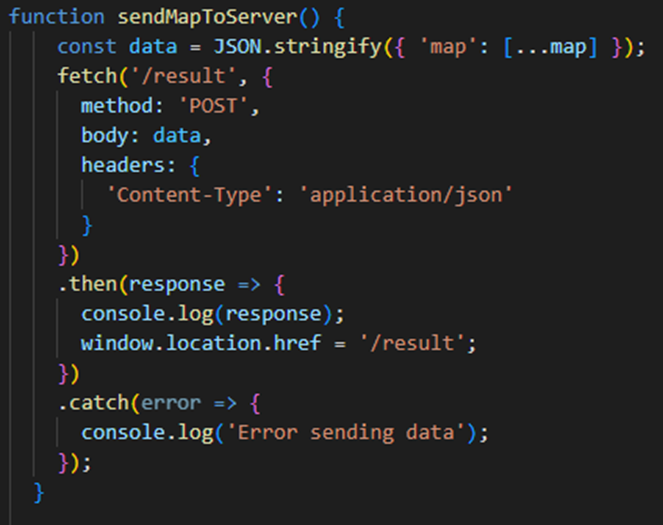 function sendMapToServer() {
    const data = JSON.stringify({ 'map': [...map] });
    fetch('/result', {
      method: 'POST',
      body: data,
      headers: {
        'Content-Type': 'application/json'
      }
    })
    .then(response => {
      console.log(response);
      window.location.href = '/result';
    })
    .catch(error => {
      console.log('Error sending data');
    });
  }